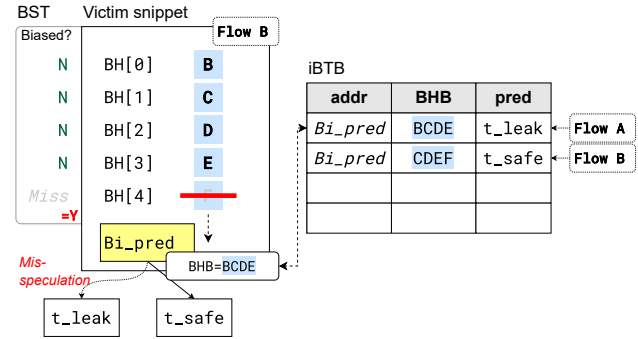 BST Victim snippet
Biased?
Flow B
N BH[0] B
N BH[1] C
N BH[2] D
N BH[3] E
Miss BH[4] F
=Y
Bi_pred
BHB=BCDE
Mis-
speculation
t_leak t_safe
iBTB
addr BHB pred
Bi_pred BCDE t_leak Flow A
Bi_pred CDEF t_safe Flow B